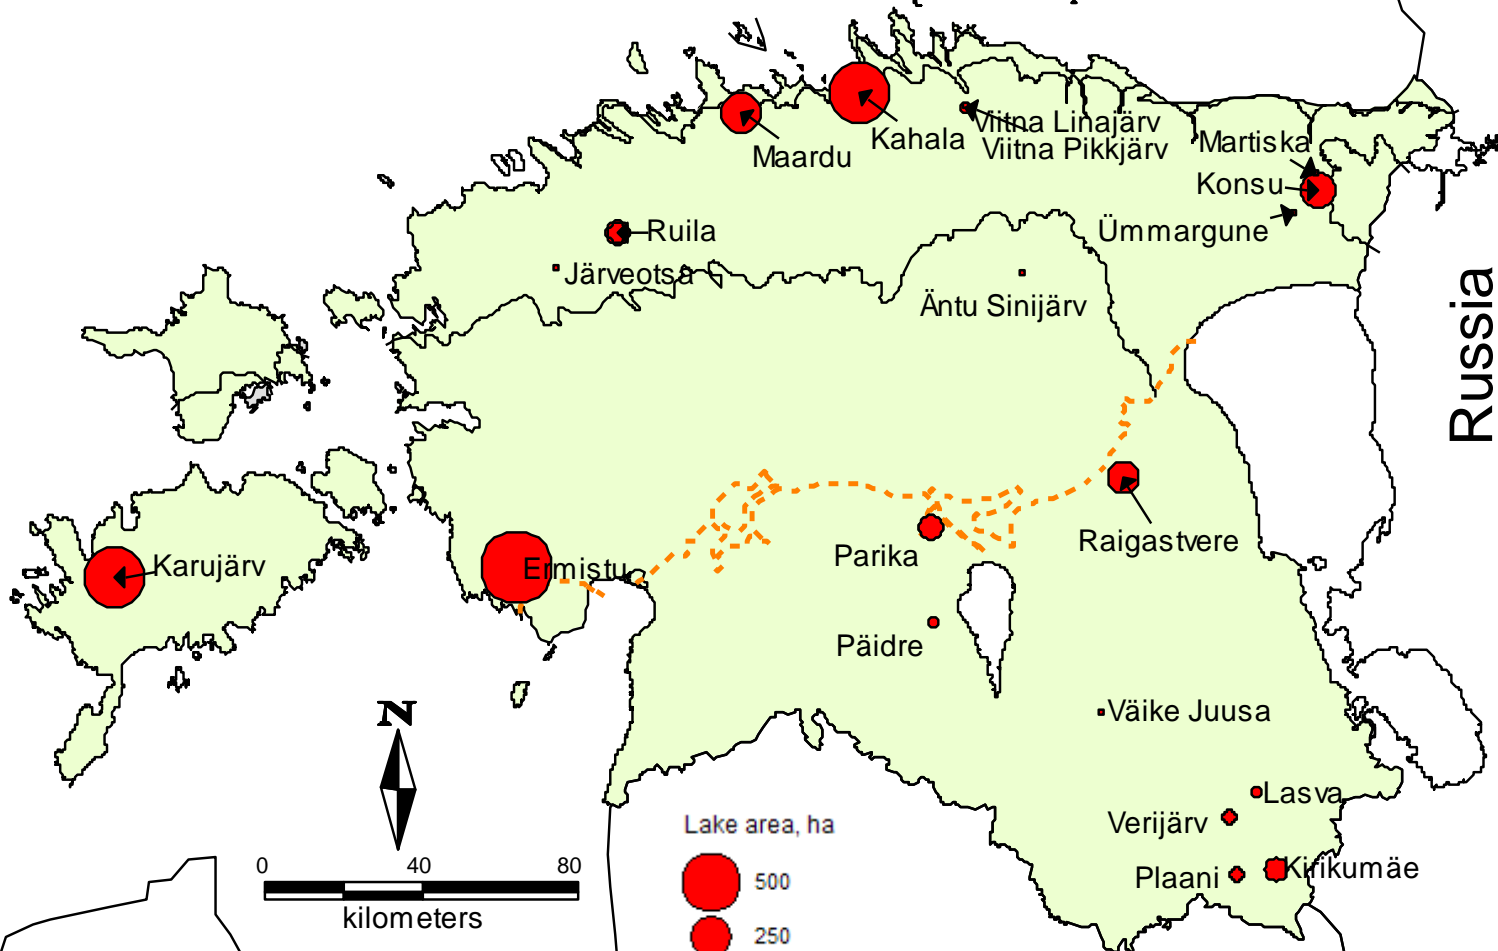 Viitna Linajärv
Kahala
Viitna Pikkjärv
Martiska
Maardu
Konsu
Ruila
Ümmargune
Järveotsa
Äntu Sinijärv
Russia
Raigastvere
Parika
Karujärv
Ermistu
Päidre
N
Väike Juusa
Lasva
Verijärv
Lake area, ha
Kirikumäe
Plaani
0 40 80
500
kilometers
250